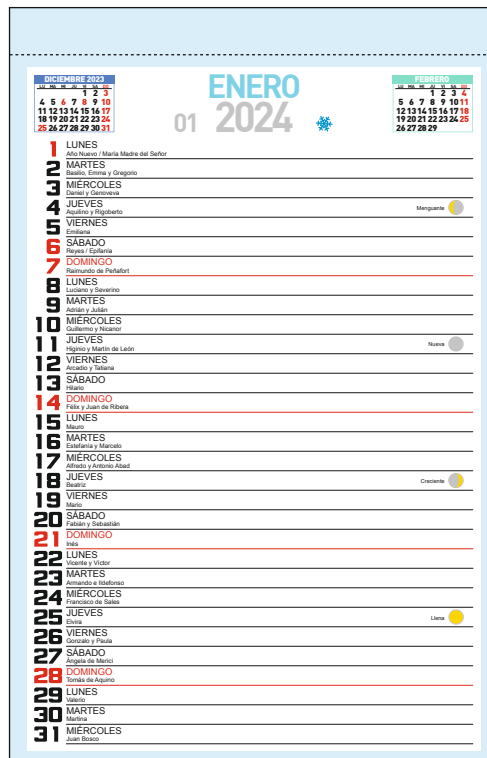 DICIEMBRE 2023
LU MA MI JU VI SÁ DO
1 2 3
4 5 6 7 8 9 10
11 12 13 14 15 16 17
18 19 20 21 22 23 24
25 26 27 28 29 30 31
ENERO
01 2024
FEBRERO
LU MA MI JU VI SÁ DO
1 2 3 4
5 6 7 8 9 10 11
12 13 14 15 16 17 18
19 20 21 22 23 24 25
26 27 28 29
1 LUNES
Año Nuevo / María Madre del Señor
2 MARTES
Basilio, Emma y Gregorio
3 MIÉRCOLES
Daniel y Genoveva
4 JUEVES
Aquilino y Rigoberto
Menguante
5 VIERNES
Emiliana
6 SÁBADO
Reyes / Epifanía
7 DOMINGO
Raimundo de Peñafort
8 LUNES
Luciano y Severino
9 MARTES
Adrián y Julián
10 MIÉRCOLES
Guillermo y Nicanor
11 JUEVES
Higinio y Martín de León
Nueva
12 VIERNES
Arcadio y Tatiana
13 SÁBADO
Hilario
14 DOMINGO
Félix y Juan de Ribera
15 LUNES
Mauro
16 MARTES
Estefanía y Marcelo
17 MIÉRCOLES
Alfredo y Antonio Abad
18 JUEVES
Beatriz
Creciente
19 VIERNES
Mario
20 SÁBADO
Fabián y Sebastián
21 DOMINGO
Inés
22 LUNES
Vicente y Víctor
23 MARTES
Armando e Ildefonso
24 MIÉRCOLES
Francisco de Sales
25 JUEVES
Elvira
Llena
26 VIERNES
Gonzalo y Paula
27 SÁBADO
Ángela de Merici
28 DOMINGO
Tomás de Aquino
29 LUNES
Valerio
30 MARTES
Martina
31 MIÉRCOLES
Juan Bosco